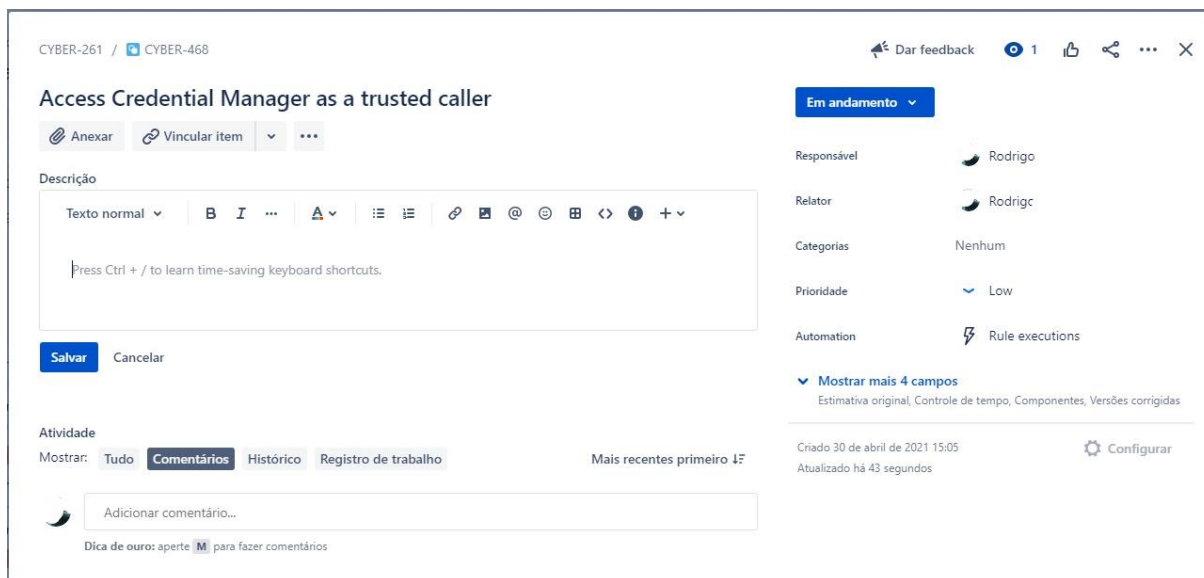 CYBER-261 / CYBER-468
Dar feedback 1
Access Credential Manager as a trusted caller
Em andamento
Anexar Vincular item
Responsável Rodrigo
Descrição
Texto normal B I A
Relator Rodrigc
Categorias Nenhum
Press Ctrl + / to learn time-saving keyboard shortcuts.
Prioridade Low
Automation Rule executions
Salvar Cancelar
Mostrar mais 4 campos
Estimativa original, Controle de tempo, Componentes, Versões corrigidas
Atividade
Mostrar: Tudo Comentários Histórico Registro de trabalho Mais recentes primeiro
Criado 30 de abril de 2021 15:05 Configurar
Atualizado há 43 segundos
Adicionar comentário...
Dica de ouro: aperte M para fazer comentários